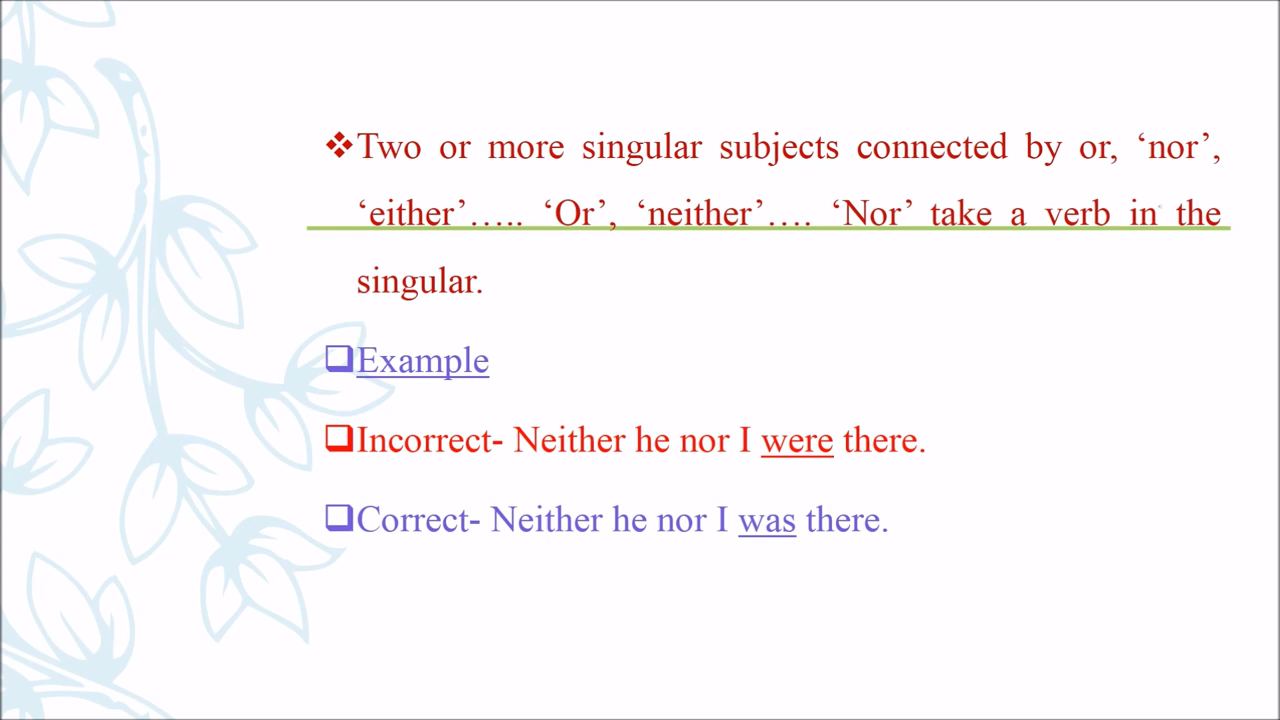 Two or more singular subjects connected by or, ‘nor’,
‘either’….. ‘Or’, ‘neither’…. ‘Nor’ take a verb in the
singular.
Example
Incorrect- Neither he nor I were there.
Correct- Neither he nor I was there.